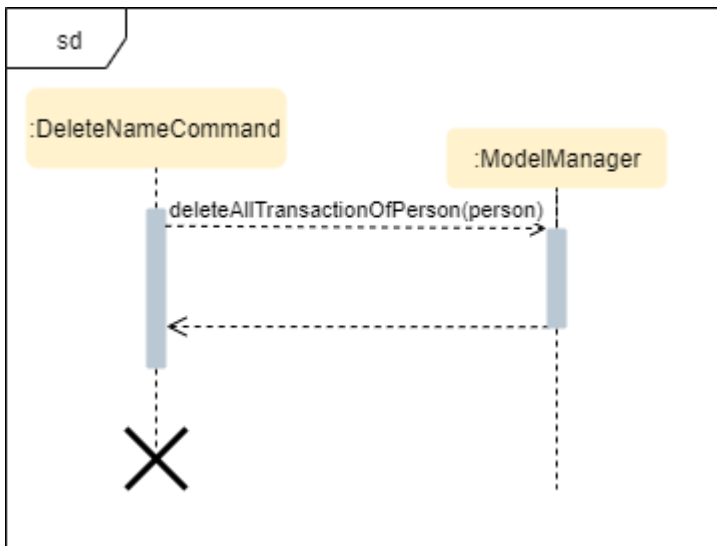 sd
:DeleteNameCommand
:ModelManager
deleteAllTransactionOfPerson(person)